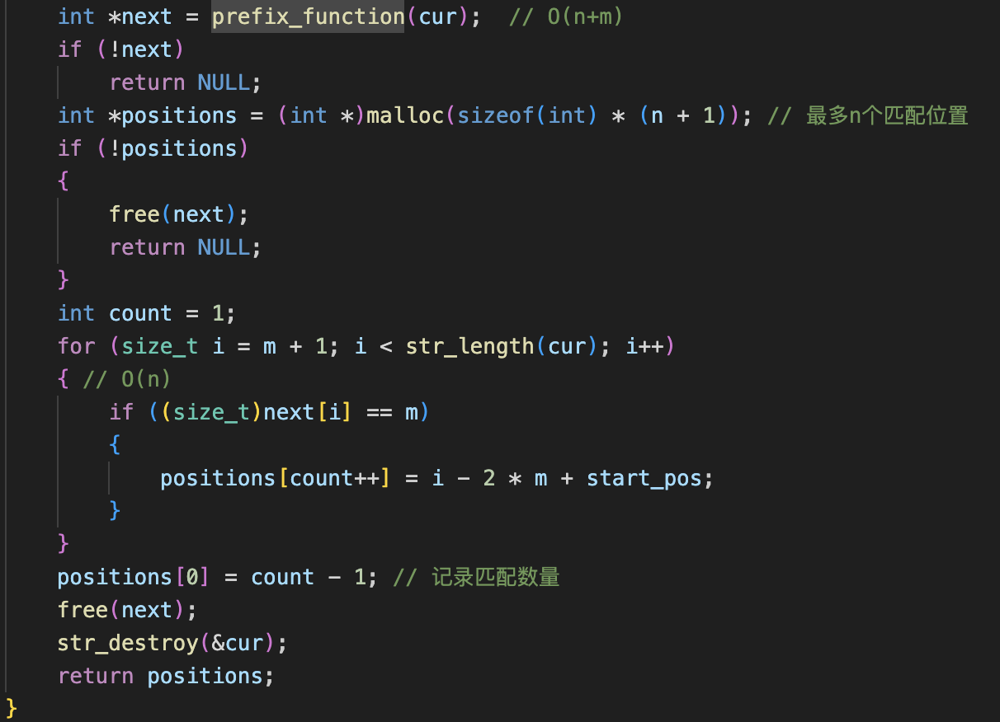 int *next = prefix_function(cur);  // O(n+m)
if (!next)
    return NULL;
int *positions = (int *)malloc(sizeof(int) * (n + 1)); // 最多n个匹配位置
if (!positions)
{
    free(next);
    return NULL;
}
int count = 1;
for (size_t i = m + 1; i < str_length(cur); i++)
{ // O(n)
    if ((size_t)next[i] == m)
    {
        positions[count++] = i - 2 * m + start_pos;
    }
}
positions[0] = count - 1; // 记录匹配数量
free(next);
str_destroy(&cur);
return positions;
}